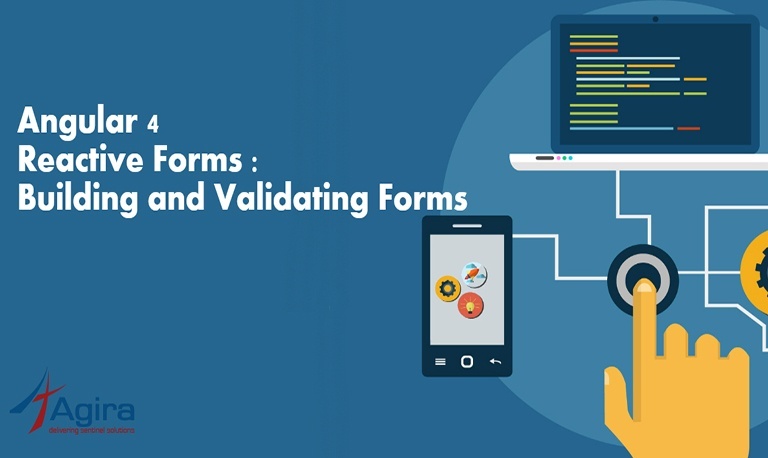 Angular 4
Reactive Forms :
Building and Validating Forms
Agira
delivering sentinel solutions